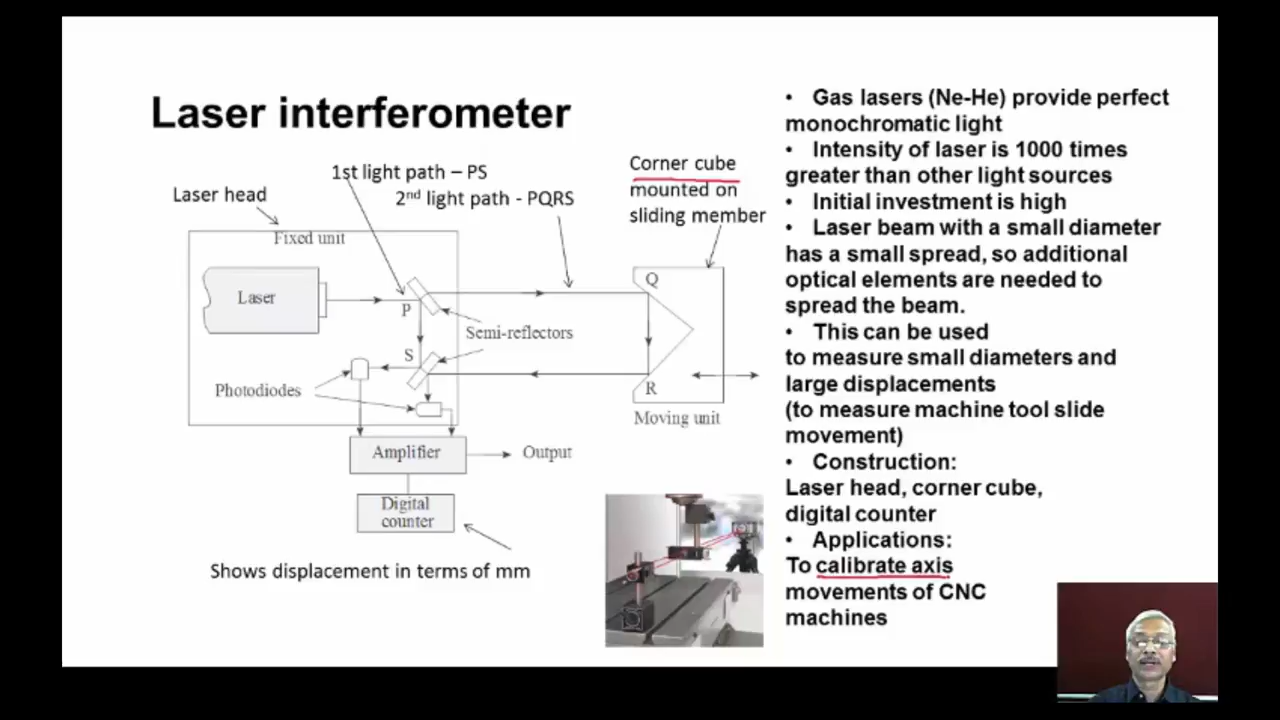 Laser interferometer
1st light path – PS
2nd light path - PQRS
Laser head
Fixed unit
Corner cube
mounted on
sliding member
Laser
P
Q
Semi-reflectors
S
Photodiodes
R
Moving unit
Amplifier
Output
Digital
counter
Shows displacement in terms of mm
• Gas lasers (Ne-He) provide perfect
monochromatic light
• Intensity of laser is 1000 times
greater than other light sources
• Initial investment is high
• Laser beam with a small diameter
has a small spread, so additional
optical elements are needed to
spread the beam.
• This can be used
to measure small diameters and
large displacements
(to measure machine tool slide
movement)
• Construction:
Laser head, corner cube,
digital counter
• Applications:
To calibrate axis
movements of CNC
machines